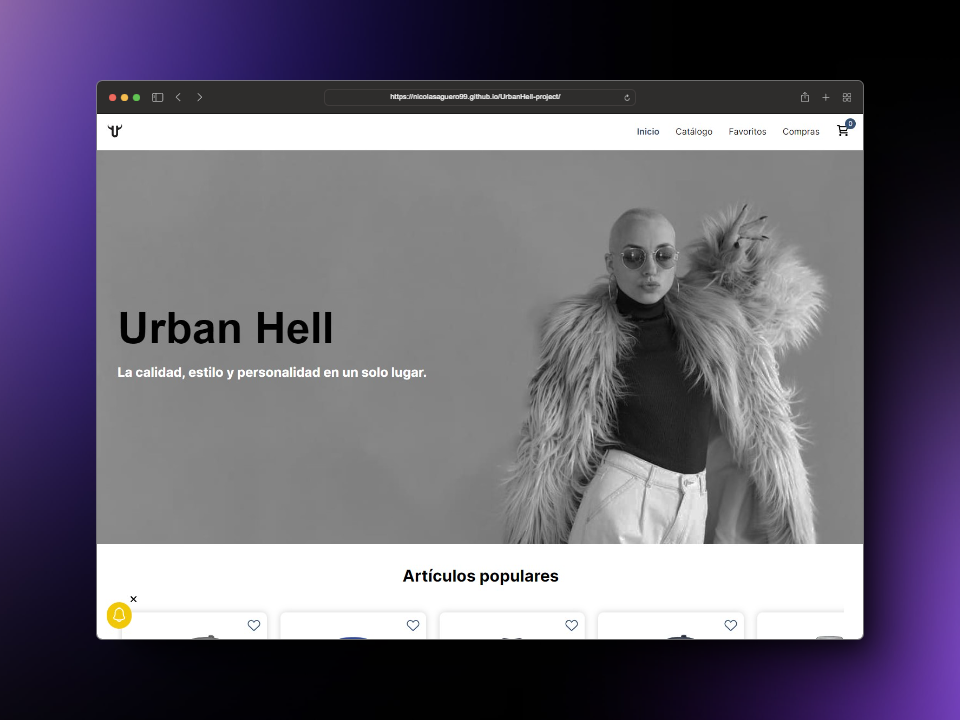 https://nicolasaguero99.github.io/UrbanHell-project/
Inicio Catálogo Favoritos Compras 0
Urban Hell
La calidad, estilo y personalidad en un solo lugar.
Artículos populares